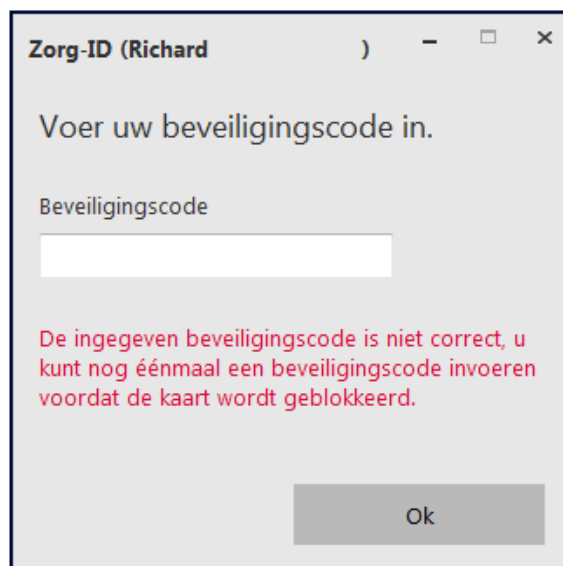 Zorg-ID (Richard )
Voer uw beveiligingscode in.
Beveiligingscode
De ingegeven beveiligingscode is niet correct, u
kunt nog éénmaal een beveiligingscode invoeren
voordat de kaart wordt geblokkeerd.
Ok